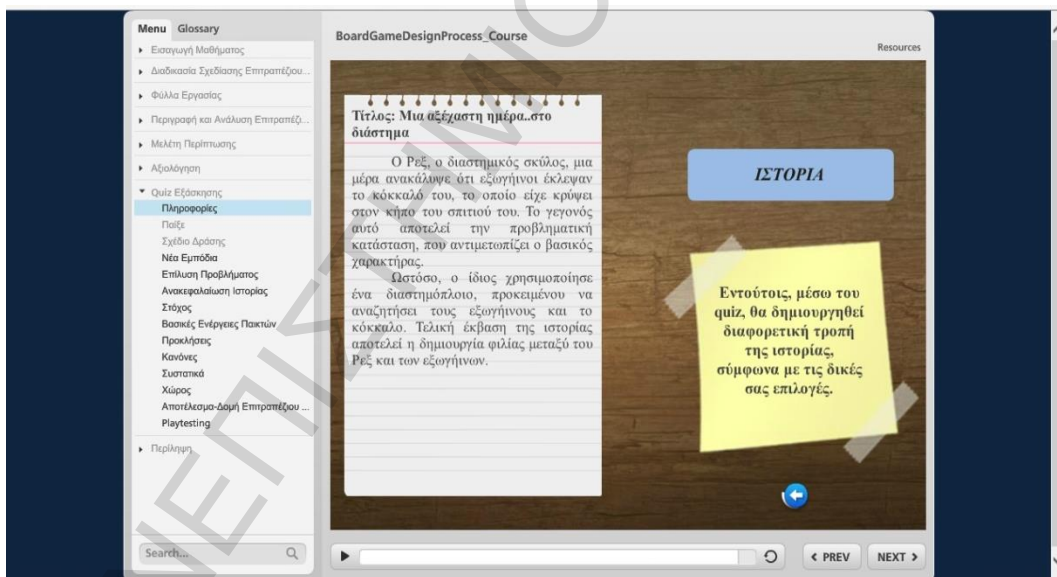 Menu Glossary
BoardGameDesignProcess_Course
Resources
Εισαγωγή Μαθήματος
Διαδικασία Σχεδίασης Επιτραπέζιου...
Φύλλα Εργασίας
Περιγραφή και Ανάλυση Επιτραπέζι...
Μελέτη Περίπτωσης
Αξιολόγηση
Quiz Εξάσκησης
Πληροφορίες
Παίξε
Σχέδιο Δράσης
Νέα Εμπόδια
Επίλυση Προβλήματος
Ανακεφαλαίωση Ιστορίας
Στόχος
Βασικές Ενέργειες Παικτών
Προκλήσεις
Κανόνες
Συστατικά
Χώρος
Αποτέλεσμα-Δομή Επιτραπέζιου ...
Playtesting
Περίληψη
Search...
Τίτλος: Μια αξέχαστη ημέρα..στο
διάστημα
Ο Ρεξ, ο διαστημικός σκύλος, μια
μέρα ανακάλυψε ότι εξωγήινοι έκλεψαν
το κόκκαλό του, το οποίο είχε κρύψει
στον κήπο του σπιτιού του. Το γεγονός
αυτό αποτελεί την προβληματική
κατάσταση, που αντιμετωπίζει ο βασικός
χαρακτήρας.
Ωστόσο, ο ίδιος χρησιμοποίησε
ένα διαστημόπλοιο, προκειμένου να
αναζητήσει τους εξωγήινους και το
κόκκαλο. Τελική έκβαση της ιστορίας
αποτελεί η δημιουργία φιλίας μεταξύ του
Ρεξ και των εξωγήινων.
ΙΣΤΟΡΙΑ
Εντούτοις, μέσω του
quiz, θα δημιουργηθεί
διαφορετική τροπή
της ιστορίας,
σύμφωνα με τις δικές
σας επιλογές.
PREV NEXT